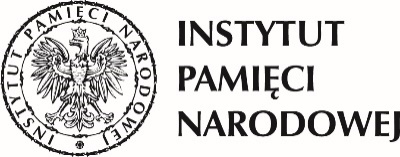 INSTYTUT PAMIĘCI NARODOWEJ
INSTYTUT
PAMIĘCI
NARODOWEJ